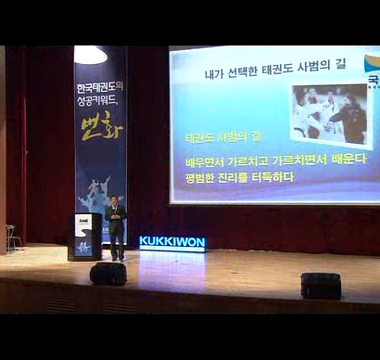 한국태권도의
성공키워드,
변화
내가 선택한 태권도 사범의 길
국
태권도 사범의 길
배우면서 가르치고 가르치면서 배운다
평범한 진리를 터득하다
KUKKIWON